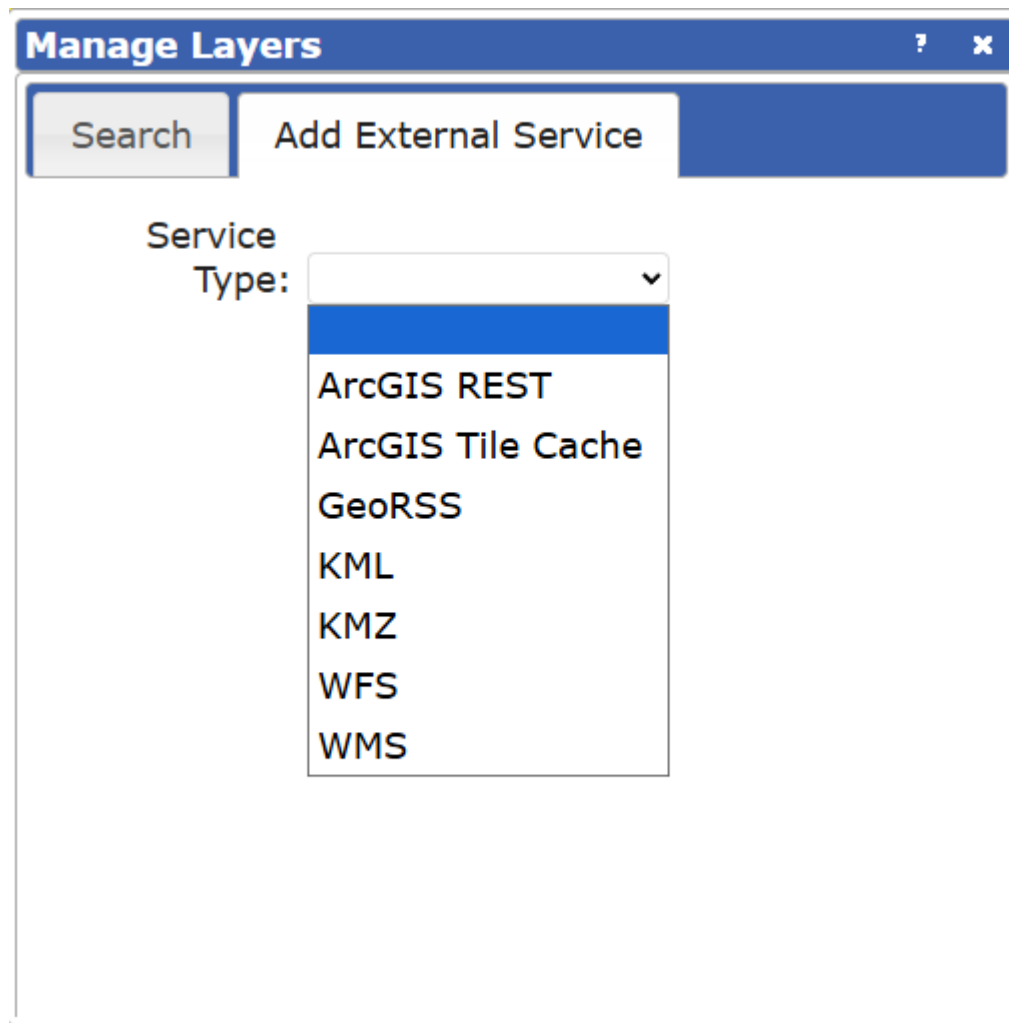 Manage Layers ? ×
Search Add External Service
Service
Type:
ArcGIS REST
ArcGIS Tile Cache
GeoRSS
KML
KMZ
WFS
WMS